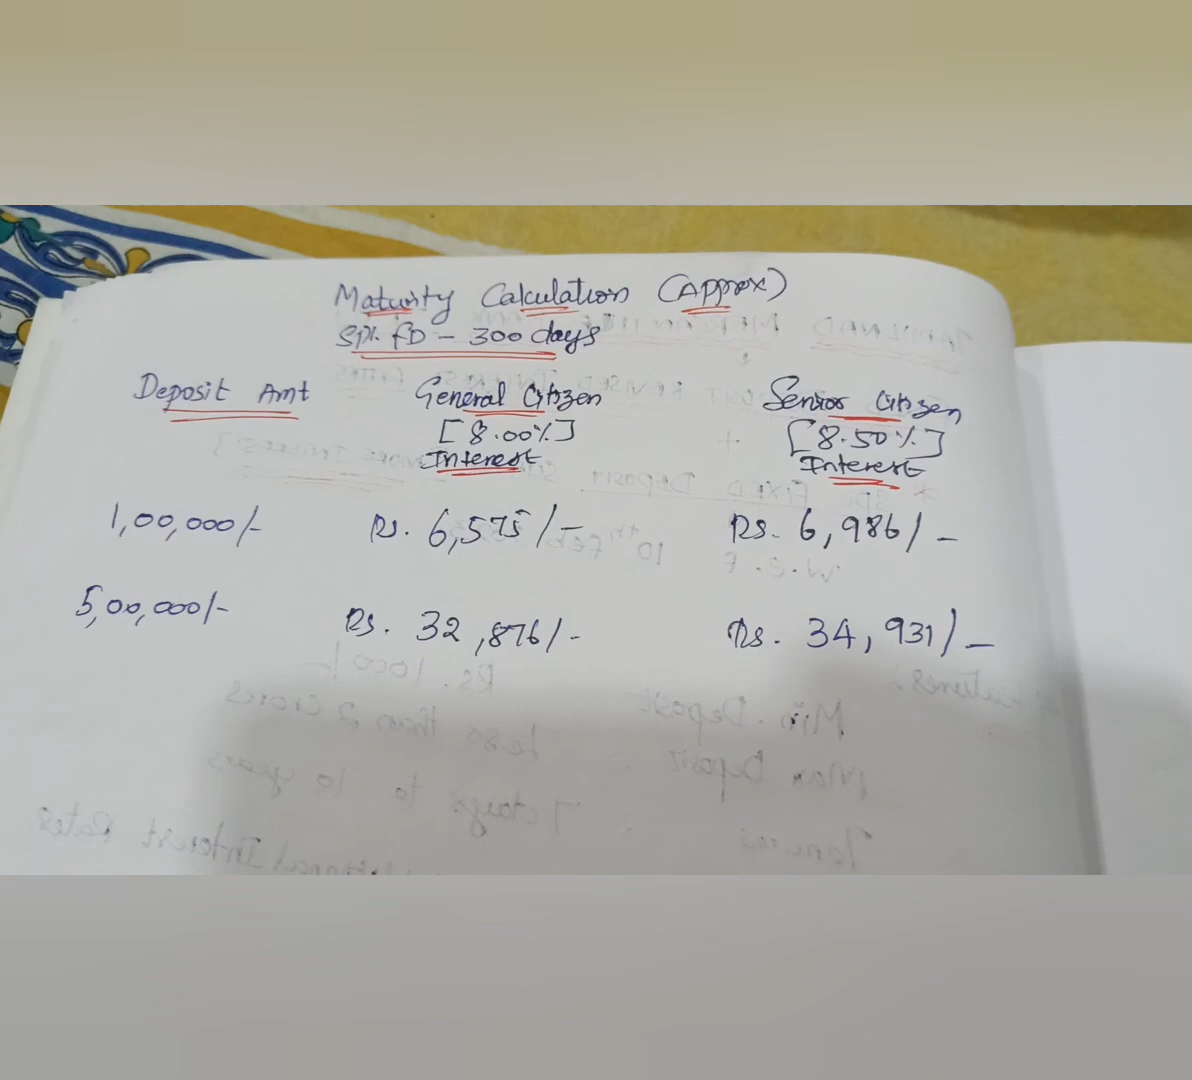 Maturity Calculation (Approx)
Spl. FD - 300 days
Deposit Amt General Citizen Senior Citizen
[8.00%] [8.50%]
Interest Interest
1,00,000/- Rs. 6,575/- Rs. 6,986/-
5,00,000/- Rs. 32,876/- Rs. 34,931/-